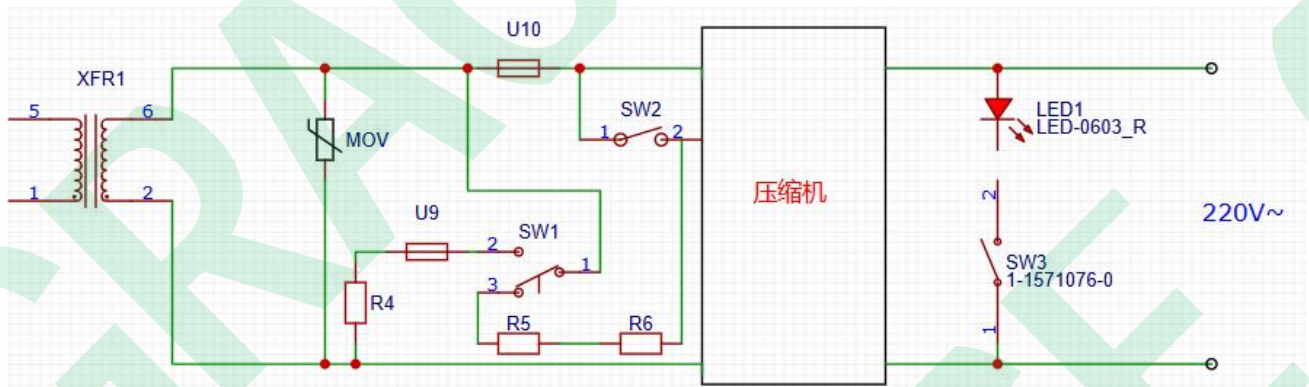 U10
XFR1
5
6
1
2
MOV
SW2
1
2
U9
2
SW1
1
3
R4
R5
R6
压缩机
LED1
LED-0603_R
2
SW3
1-1571076-0
1
220V~